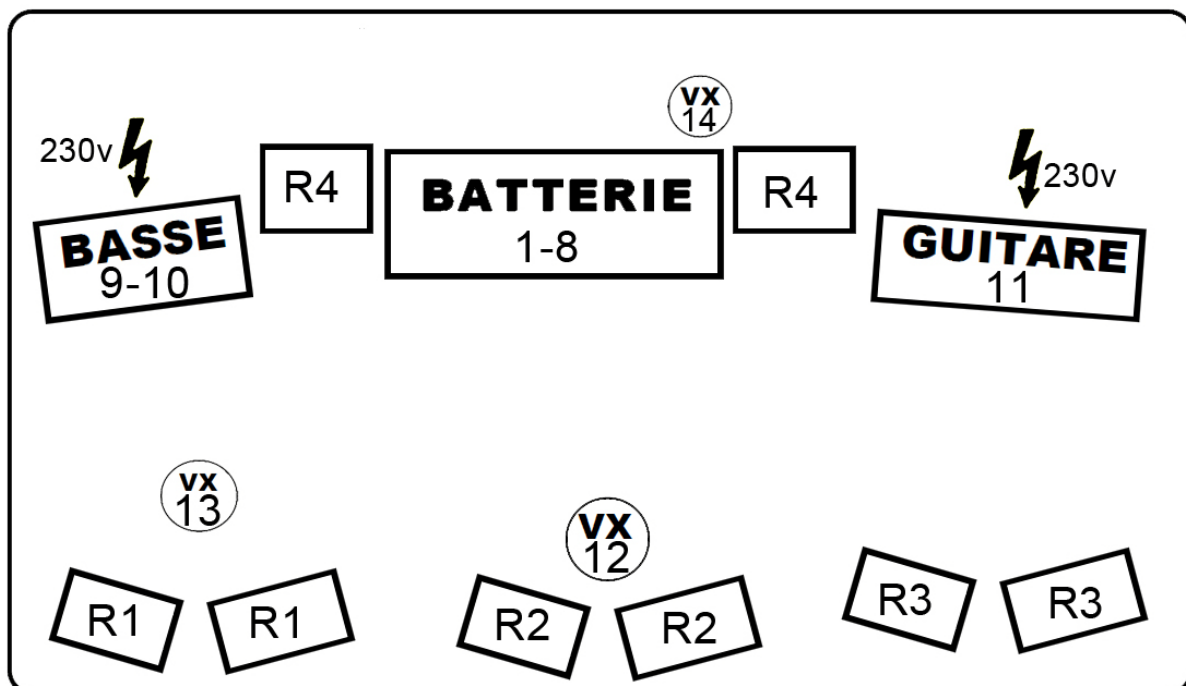 VX
14
230v
R4
BATTERIE
1-8
R4
230v
BASSE
9-10
GUITARE
11
VX
13
VX
12
R1
R1
R2
R2
R3
R3